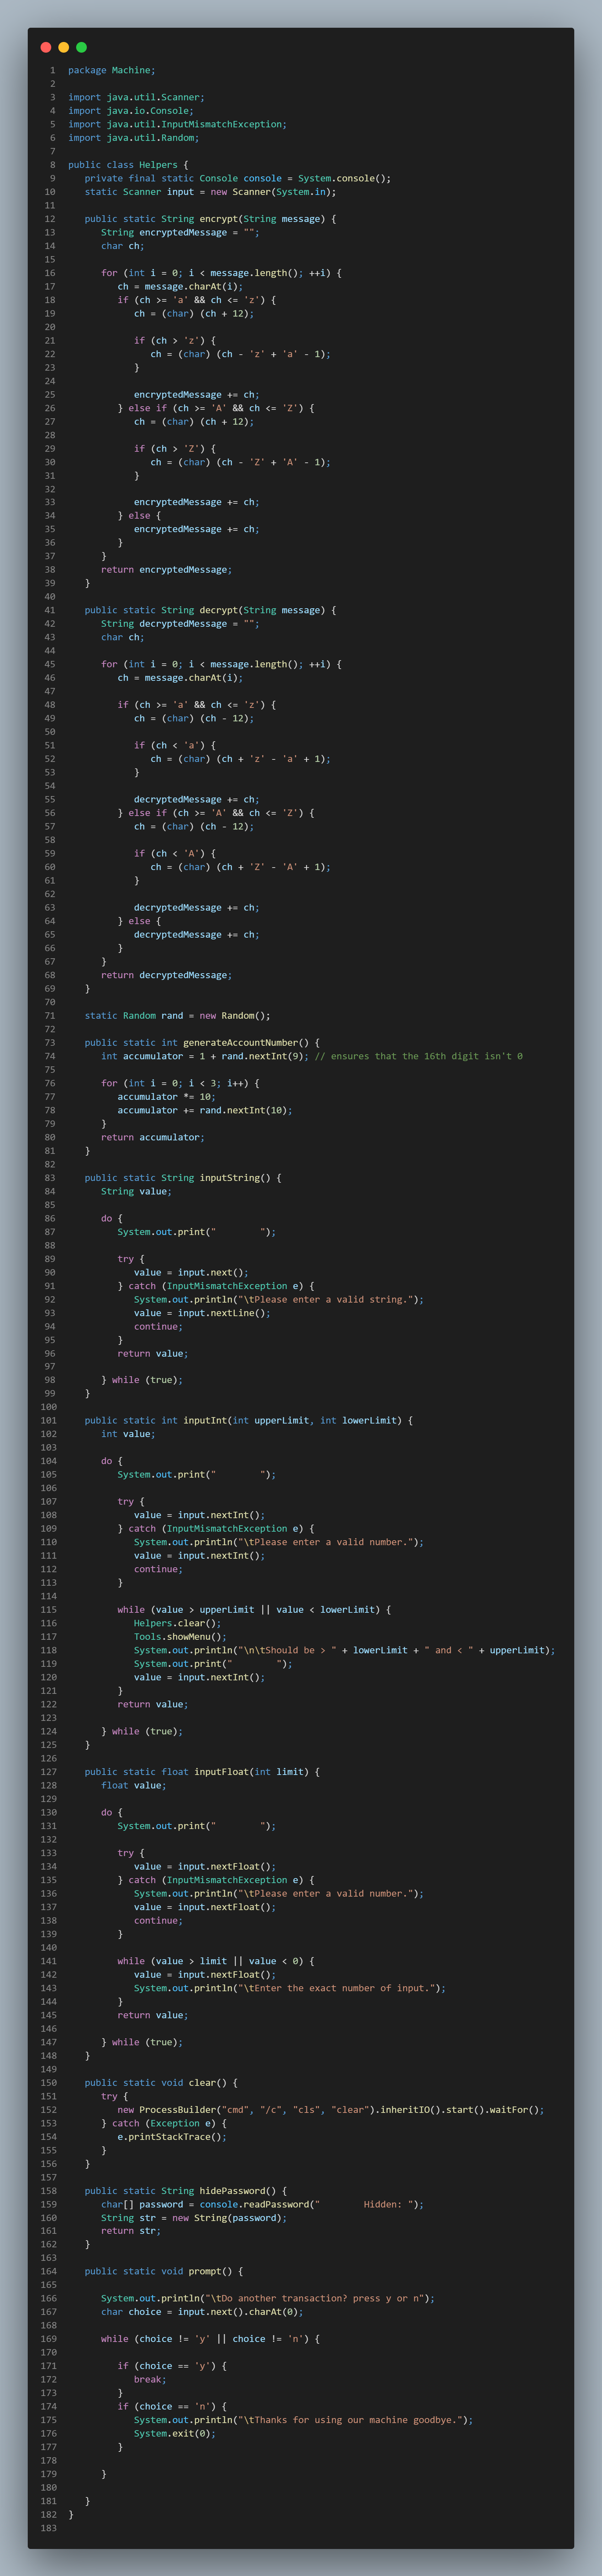 1 package Machine;
2
3 import java.util.Scanner;
4 import java.io.Console;
5 import java.util.InputMismatchException;
6 import java.util.Random;
7
8 public class Helpers {
9    private final static Console console = System.console();
10    static Scanner input = new Scanner(System.in);
11
12    public static String encrypt(String message) {
13       String encryptedMessage = "";
14       char ch;
15
16       for (int i = 0; i < message.length(); ++i) {
17          ch = message.charAt(i);
18          if (ch >= 'a' && ch <= 'z') {
19             ch = (char) (ch + 12);
20
21             if (ch > 'z') {
22                ch = (char) (ch - 'z' + 'a' - 1);
23             }
24
25             encryptedMessage += ch;
26          } else if (ch >= 'A' && ch <= 'Z') {
27             ch = (char) (ch + 12);
28
29             if (ch > 'Z') {
30                ch = (char) (ch - 'Z' + 'A' - 1);
31             }
32
33             encryptedMessage += ch;
34          } else {
35             encryptedMessage += ch;
36          }
37       }
38       return encryptedMessage;
39    }
40
41    public static String decrypt(String message) {
42       String decryptedMessage = "";
43       char ch;
44
45       for (int i = 0; i < message.length(); ++i) {
46          ch = message.charAt(i);
47
48          if (ch >= 'a' && ch <= 'z') {
49             ch = (char) (ch - 12);
50
51             if (ch < 'a') {
52                ch = (char) (ch + 'z' - 'a' + 1);
53             }
54
55             decryptedMessage += ch;
56          } else if (ch >= 'A' && ch <= 'Z') {
57             ch = (char) (ch - 12);
58
59             if (ch < 'A') {
60                ch = (char) (ch + 'Z' - 'A' + 1);
61             }
62
63             decryptedMessage += ch;
64          } else {
65             decryptedMessage += ch;
66          }
67       }
68       return decryptedMessage;
69    }
70
71    static Random rand = new Random();
72
73    public static int generateAccountNumber() {
74       int accumulator = 1 + rand.nextInt(9); // ensures that the 16th digit isn't 0
75
76       for (int i = 0; i < 3; i++) {
77          accumulator *= 10;
78          accumulator += rand.nextInt(10);
79       }
80       return accumulator;
81    }
82
83    public static String inputString() {
84       String value;
85
86       do {
87          System.out.print("        ");
88
89          try {
90             value = input.next();
91          } catch (InputMismatchException e) {
92             System.out.println("\tPlease enter a valid string.");
93             value = input.nextLine();
94             continue;
95          }
96          return value;
97
98       } while (true);
99    }
100
101    public static int inputInt(int upperLimit, int lowerLimit) {
102       int value;
103
104       do {
105          System.out.print("        ");
106
107          try {
108             value = input.nextInt();
109          } catch (InputMismatchException e) {
110             System.out.println("\tPlease enter a valid number.");
111             value = input.nextInt();
112             continue;
113          }
114
115          while (value > upperLimit || value < lowerLimit) {
116             Helpers.clear();
117             Tools.showMenu();
118             System.out.println("\n\tShould be > " + lowerLimit + " and < " + upperLimit);
119             System.out.print("        ");
120             value = input.nextInt();
121          }
122          return value;
123
124       } while (true);
125    }
126
127    public static float inputFloat(int limit) {
128       float value;
129
130       do {
131          System.out.print("        ");
132
133          try {
134             value = input.nextFloat();
135          } catch (InputMismatchException e) {
136             System.out.println("\tPlease enter a valid number.");
137             value = input.nextFloat();
138             continue;
139          }
140
141          while (value > limit || value < 0) {
142             value = input.nextFloat();
143             System.out.println("\tEnter the exact number of input.");
144          }
145          return value;
146
147       } while (true);
148    }
149
150    public static void clear() {
151       try {
152          new ProcessBuilder("cmd", "/c", "cls", "clear").inheritIO().start().waitFor();
153       } catch (Exception e) {
154          e.printStackTrace();
155       }
156    }
157
158    public static String hidePassword() {
159       char[] password = console.readPassword("        Hidden: ");
160       String str = new String(password);
161       return str;
162    }
163
164    public static void prompt() {
165
166       System.out.println("\tDo another transaction? press y or n");
167       char choice = input.next().charAt(0);
168
169       while (choice != 'y' || choice != 'n') {
170
171          if (choice == 'y') {
172             break;
173          }
174          if (choice == 'n') {
175             System.out.println("\tThanks for using our machine goodbye.");
176             System.exit(0);
177          }
178
179       }
180
181    }
182 }
183